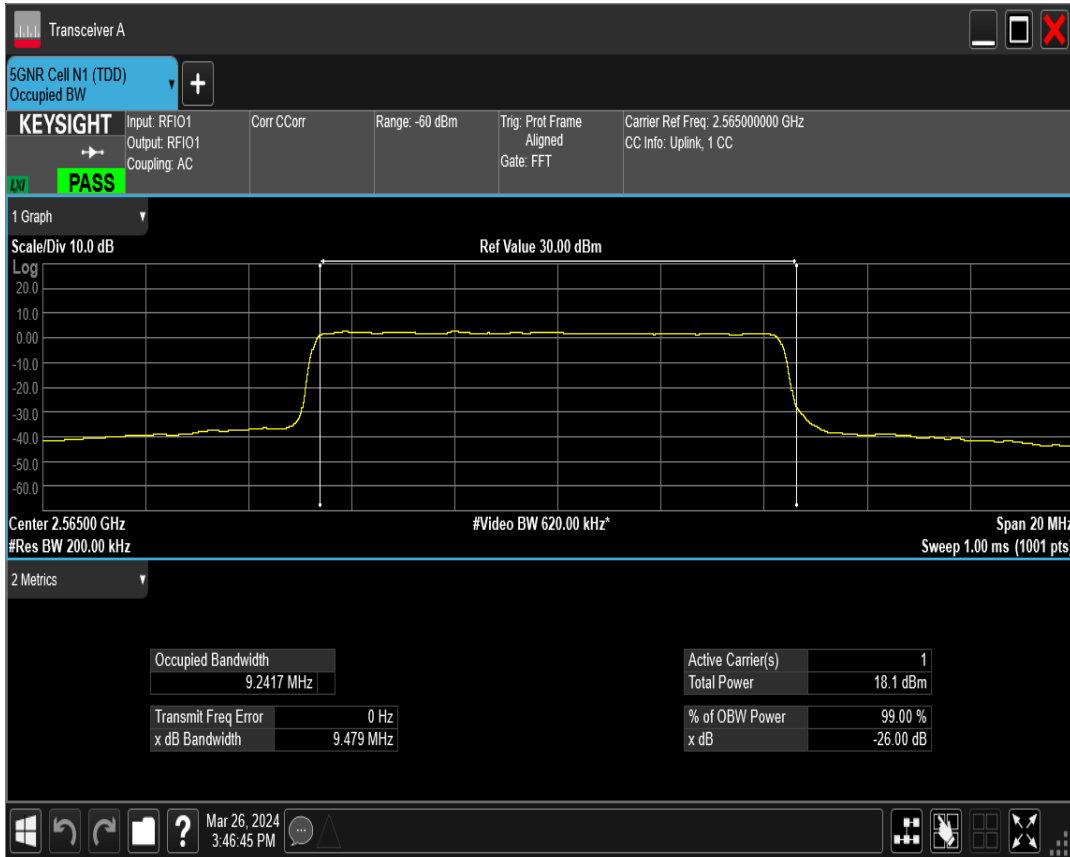 Transceiver A
5GNR Cell N1 (TDD)
Occupied BW
KEYSIGHT
LXI
PASS
Input: RFIO1
Output: RFIO1
Coupling: AC
Corr CCorr
Range: -60 dBm
Trig: Prot Frame
Aligned
Gate: FFT
Carrier Ref Freq: 2.565000000 GHz
CC Info: Uplink, 1 CC
1 Graph
Scale/Div 10.0 dB
Ref Value 30.00 dBm
Log
20.0
10.0
0.00
-10.0
-20.0
-30.0
-40.0
-50.0
-60.0
Center 2.56500 GHz
#Video BW 620.00 kHz*
Span 20 MHz
#Res BW 200.00 kHz
Sweep 1.00 ms (1001 pts)
2 Metrics
Occupied Bandwidth
9.2417 MHz
Transmit Freq Error 0 Hz
x dB Bandwidth 9.479 MHz
Active Carrier(s) 1
Total Power 18.1 dBm
% of OBW Power 99.00 %
x dB -26.00 dB
?
Mar 26, 2024
3:46:45 PM